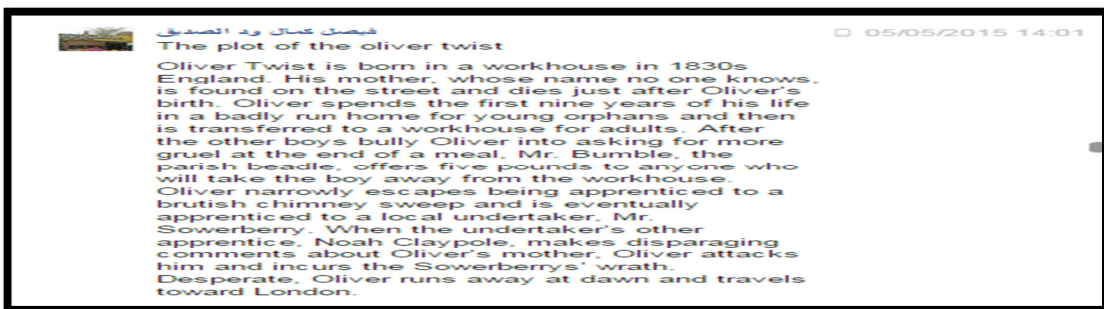 فيصل كمال ود الصديق
05/05/2015 14:01
The plot of the oliver twist
Oliver Twist is born in a workhouse in 1830s
England. His mother, whose name no one knows,
is found on the street and dies just after Oliver's
birth. Oliver spends the first nine years of his life
in a badly run home for young orphans and then
is transferred to a workhouse for adults. After
the other boys bully Oliver into asking for more
gruel at the end of a meal, Mr. Bumble, the
parish beadle, offers five pounds to anyone who
will take the boy away from the workhouse.
Oliver narrowly escapes being apprenticed to a
brutish chimney sweep and is eventually
apprenticed to a local undertaker, Mr.
Sowerberry. When the undertaker's other
apprentice, Noah Claypole, makes disparaging
comments about Oliver's mother, Oliver attacks
him and incurs the Sowerberrys' wrath.
Desperate, Oliver runs away at dawn and travels
toward London.